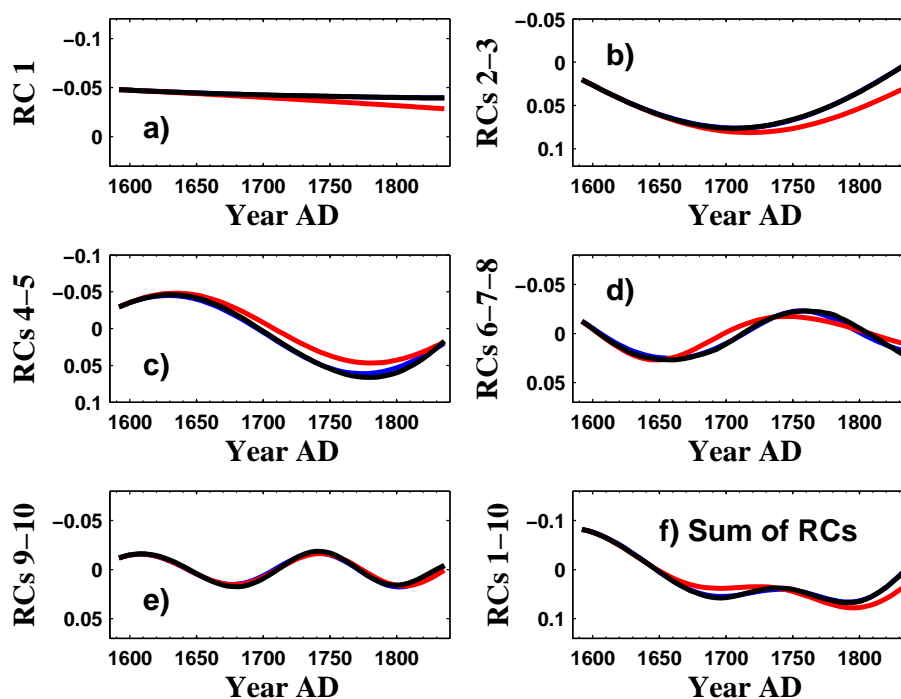 −0.1
−0.05
0
RC 1
a)
1600 1650 1700 1750 1800
Year AD
−0.05
0
0.05
0.1
RCs 2−3
b)
1600 1650 1700 1750 1800
Year AD
−0.1
−0.05
0
0.05
0.1
RCs 4−5
c)
1600 1650 1700 1750 1800
Year AD
−0.05
0
0.05
RCs 6−7−8
d)
1600 1650 1700 1750 1800
Year AD
−0.05
0
0.05
RCs 9−10
e)
1600 1650 1700 1750 1800
Year AD
−0.1
0
0.1
RCs 1−10
f) Sum of RCs
1600 1650 1700 1750 1800
Year AD